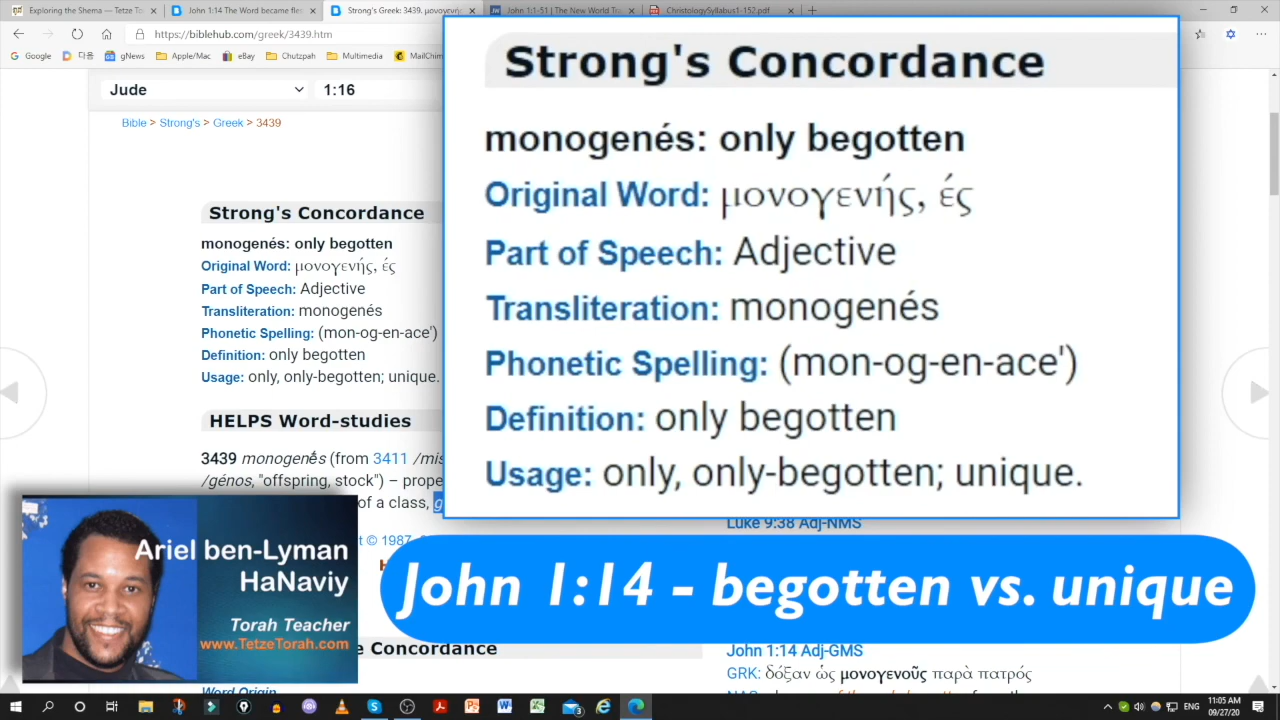 Exploring the Shema — Tetze To
John 1:14 The Word became fles
Strong's Greek: 3439. μονογενής
John 1:1-51 | The New World Tra
ChristologySyllabus1-152.pdf
https://biblehub.com/greek/3439.htm
Google
gNews
Apple/Mac
eBay
Chutzpah
Multimedia
MailChim
Jude
1:16
Bible > Strong's > Greek > 3439
Strong's Concordance
monogenés: only begotten
Original Word: μονογενής, ές
Part of Speech: Adjective
Transliteration: monogenés
Phonetic Spelling: (mon-og-en-ace')
Definition: only begotten
Usage: only, only-begotten; unique.
HELPS Word-studies
3439 monogenḗs (from 3411 /mis
/génos, "offspring, stock") – prope
of a class, g
© 1987,
Strong's Concordance
monogenés: only begotten
Original Word: μονογενής, ές
Part of Speech: Adjective
Transliteration: monogenés
Phonetic Spelling: (mon-og-en-ace')
Definition: only begotten
Usage: only, only-begotten; unique.
Luke 9:38 Adj-NMS
John 1:14 - begotten vs. unique
Ariel ben-Lyman
HaNaviy
Torah Teacher
www.TetzeTorah.com
e Concordance
Word Origin
John 1:14 Adj-GMS
GRK: δόξαν ὡς μονογενοῦς παρὰ πατρός
ENG
11:05 AM
09/27/20